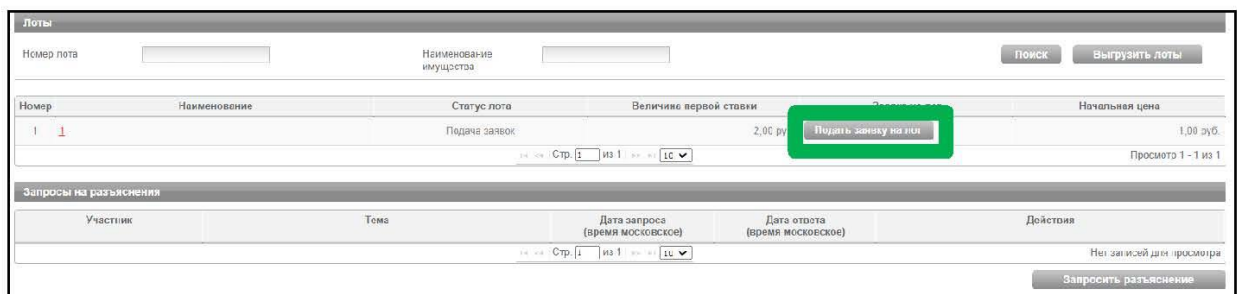 Лоты
Номер лота
Наименование имущества
Поиск
Выгрузить лоты
Номер Наименование Статус лота Величина первой ставки Заявка на лот Начальная цена
1 1 Подача заявок 2,00 ру Подать заявку на лот 1,00 руб.
Стр. 1 из 1 10 Просмотр 1 - 1 из 1
Запросы на разъяснения
Участник Тема Дата запроса (время московское) Дата ответа (время московское) Действия
Стр. 1 из 1 10 Нет записей для просмотра
Запросить разъяснение